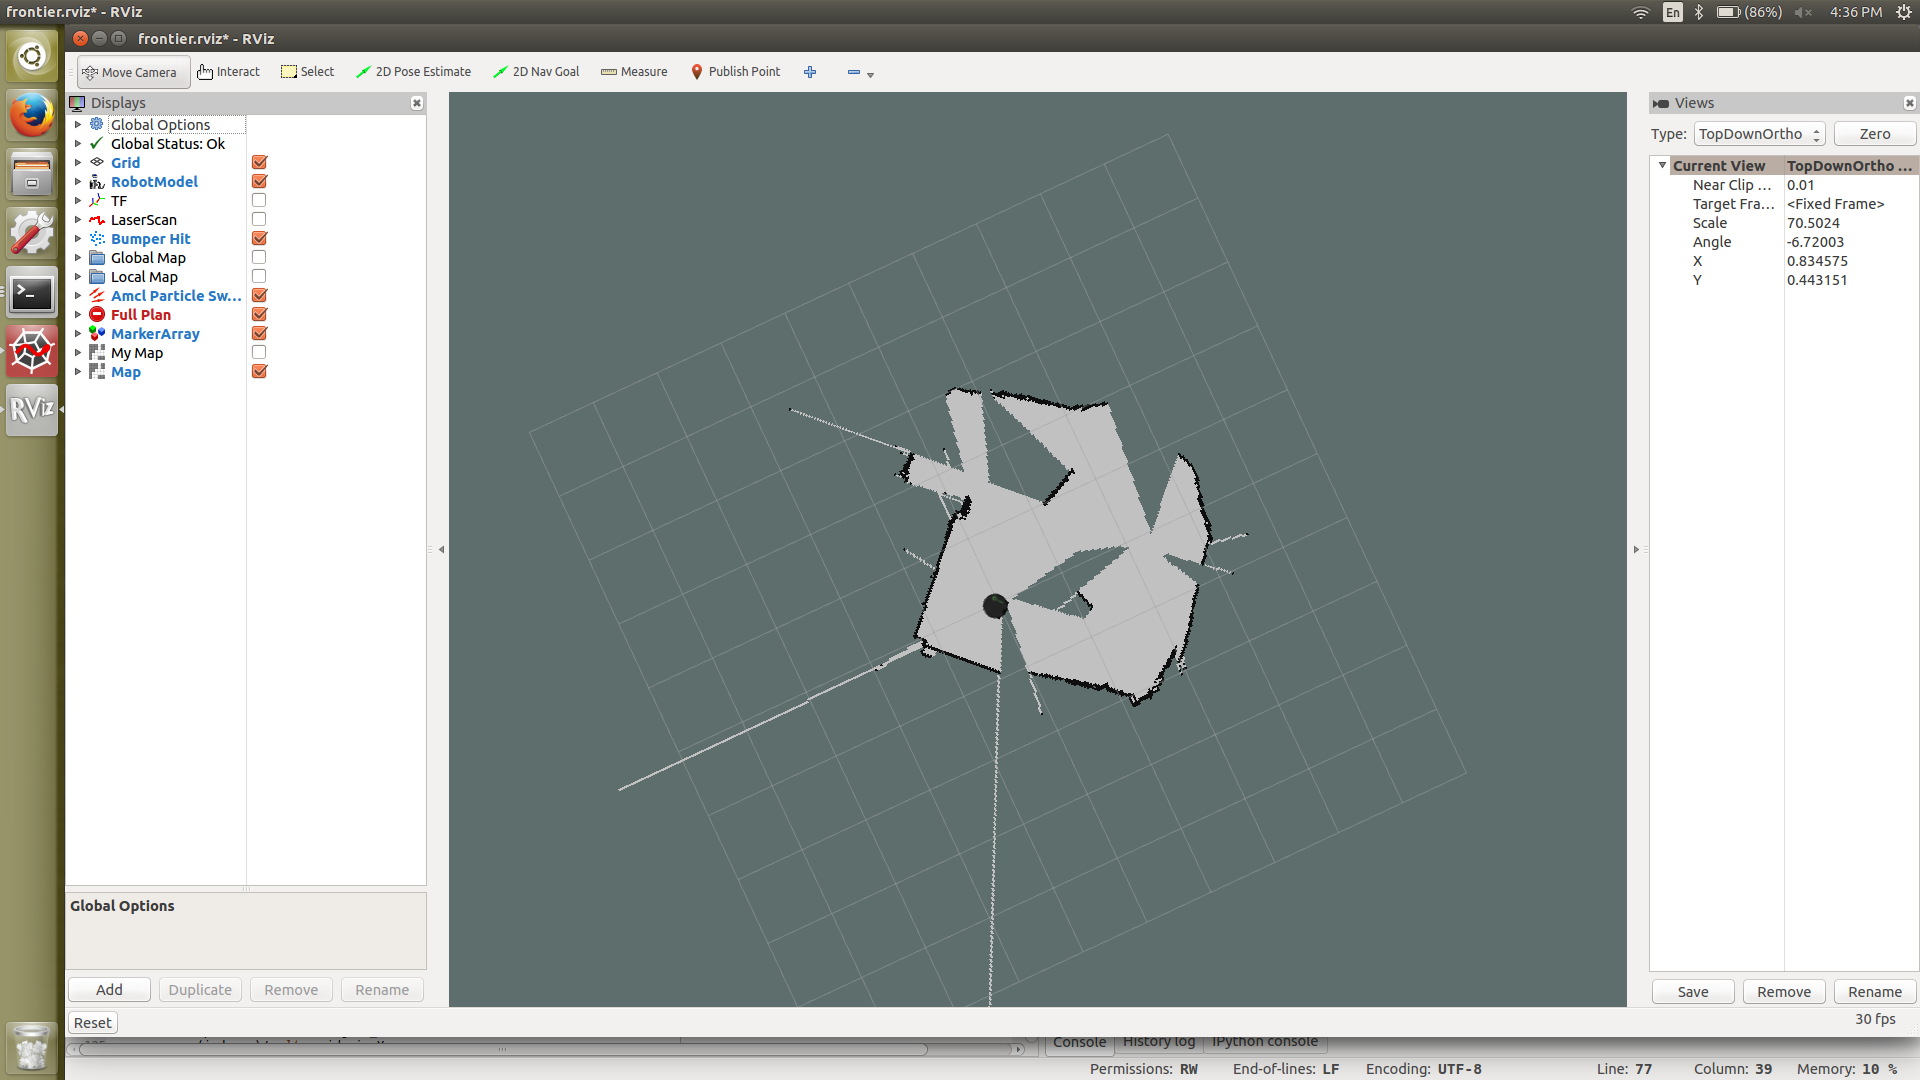 frontier.rviz* - RViz
En (86%) 4:36 PM
frontier.rviz* - RViz
Move Camera Interact Select 2D Pose Estimate 2D Nav Goal Measure Publish Point
Displays
Global Options
Global Status: Ok
Grid
RobotModel
TF
LaserScan
Bumper Hit
Global Map
Local Map
Amcl Particle Sw...
Full Plan
MarkerArray
My Map
Map
Global Options
Add Duplicate Remove Rename
Reset
RViz
Views
Type: TopDownOrtho Zero
Current View TopDownOrtho ...
Near Clip ... 0.01
Target Fra... <Fixed Frame>
Scale 70.5024
Angle -6.72003
X 0.834575
Y 0.443151
Save Remove Rename
30 fps
Console History log IPython console
Permissions: RW End-of-lines: LF Encoding: UTF-8 Line: 77 Column: 39 Memory: 10 %